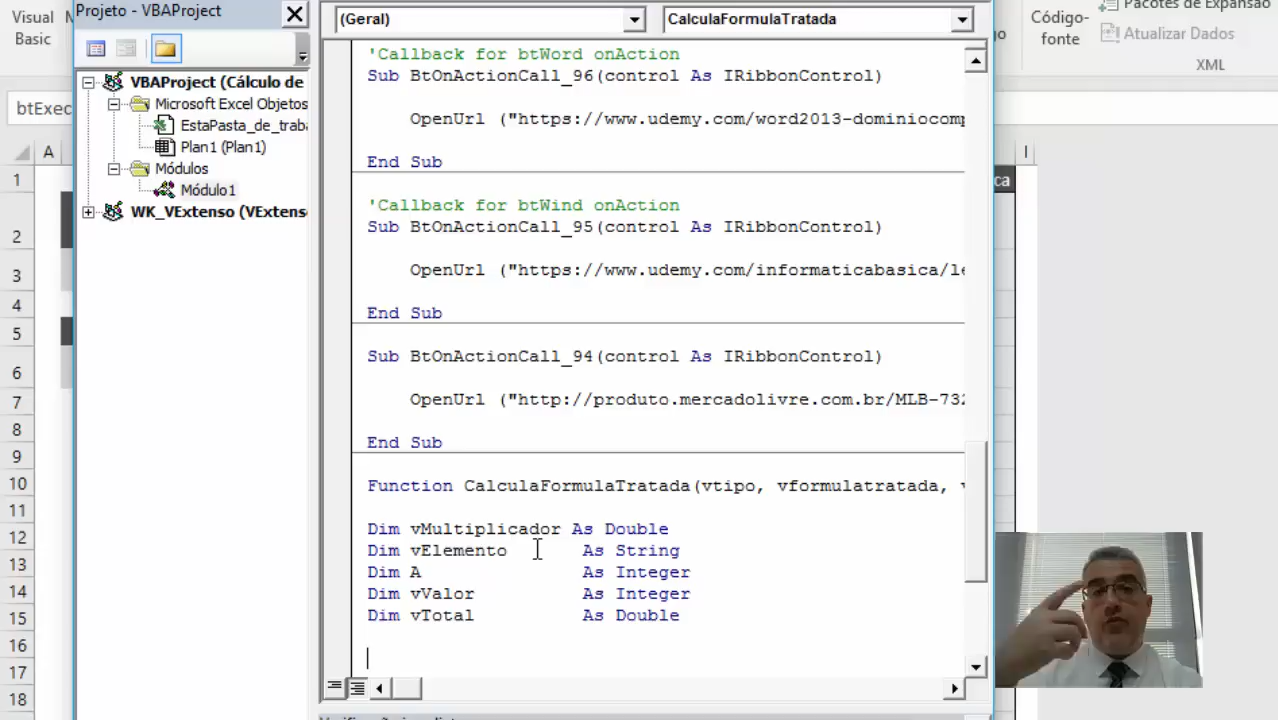 Visual
Basic
Projeto - VBAProject
(Geral)
CalculaFormulaTratada
Código-
fonte
Pacotes de Expansão
Atualizar Dados
XML
VBAProject (Cálculo de
Microsoft Excel Objetos
EstaPasta_de_traba
Plan1 (Plan1)
Módulos
Módulo1
WK_VExtenso (VExtens
btExec
A
I
1
2
3
4
5
6
7
8
9
10
11
12
13
14
15
16
17
18
ca
'Callback for btWord onAction
Sub BtOnActionCall_96(control As IRibbonControl)
OpenUrl ("https://www.udemy.com/word2013-dominiocomp
End Sub
'Callback for btWind onAction
Sub BtOnActionCall_95(control As IRibbonControl)
OpenUrl ("https://www.udemy.com/informaticabasica/le
End Sub
Sub BtOnActionCall_94(control As IRibbonControl)
OpenUrl ("http://produto.mercadolivre.com.br/MLB-732
End Sub
Function CalculaFormulaTratada(vtipo, vformulatratada, v
Dim vMultiplicador As Double
Dim vElemento As String
Dim A As Integer
Dim vValor As Integer
Dim vTotal As Double